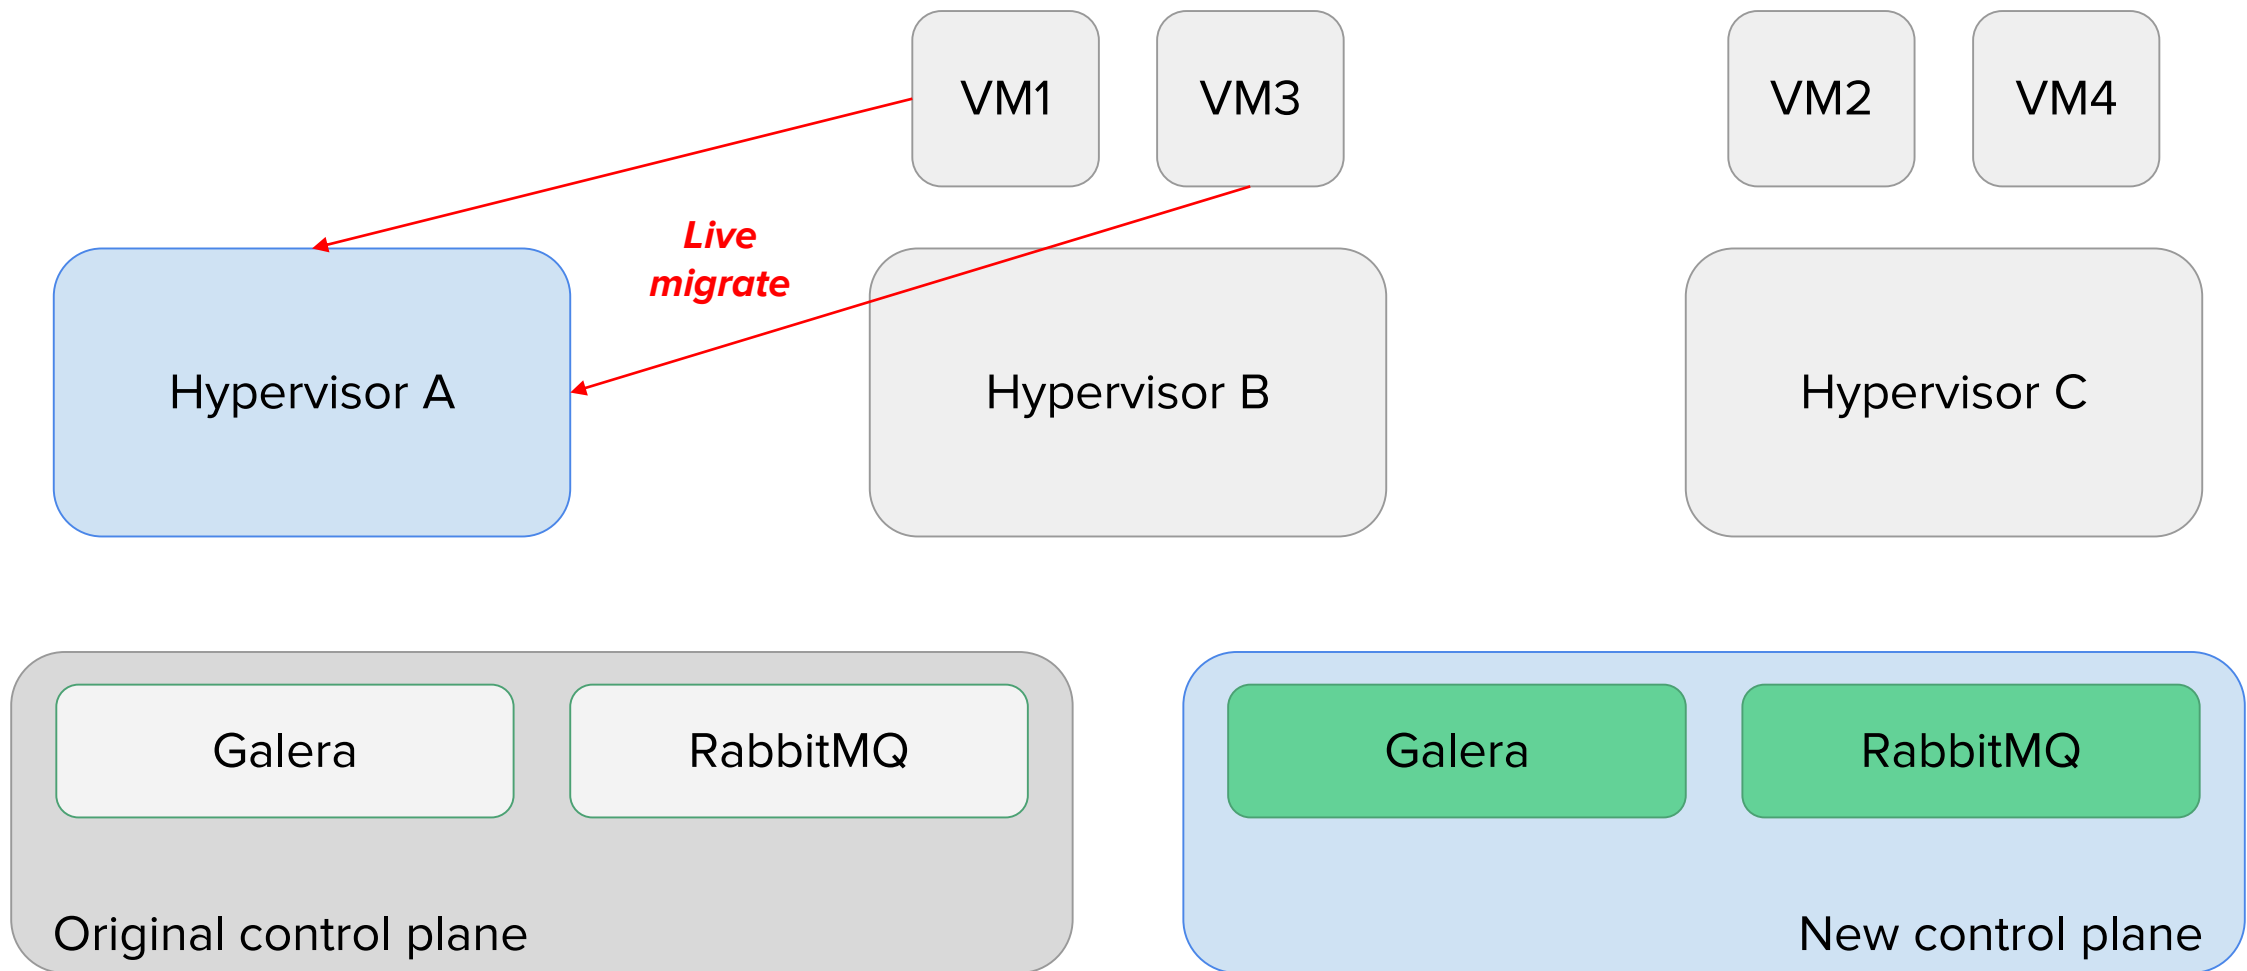 VM1
VM3
VM2
VM4
Live
migrate
Hypervisor A
Hypervisor B
Hypervisor C
Galera
RabbitMQ
Galera
RabbitMQ
Original control plane
New control plane